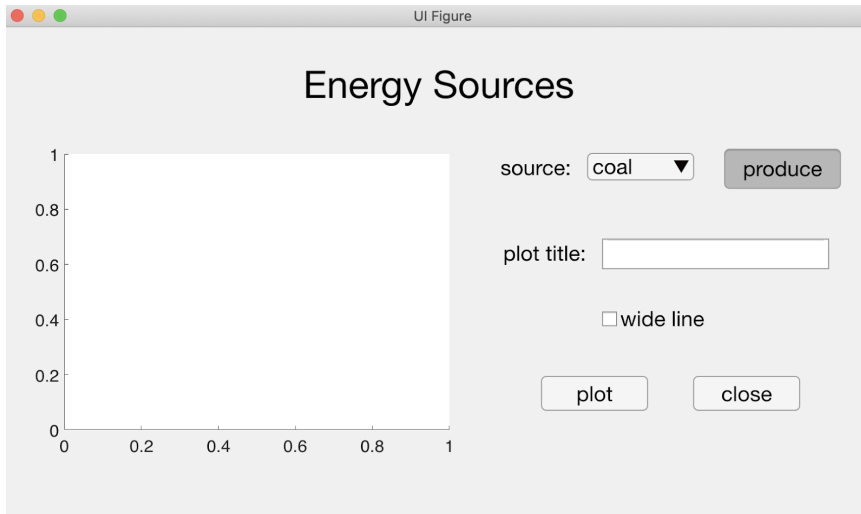 UI Figure
Energy Sources
1
0.8
0.6
0.4
0.2
0
0 0.2 0.4 0.6 0.8 1
source: coal ▼ produce
plot title:
wide line
plot close